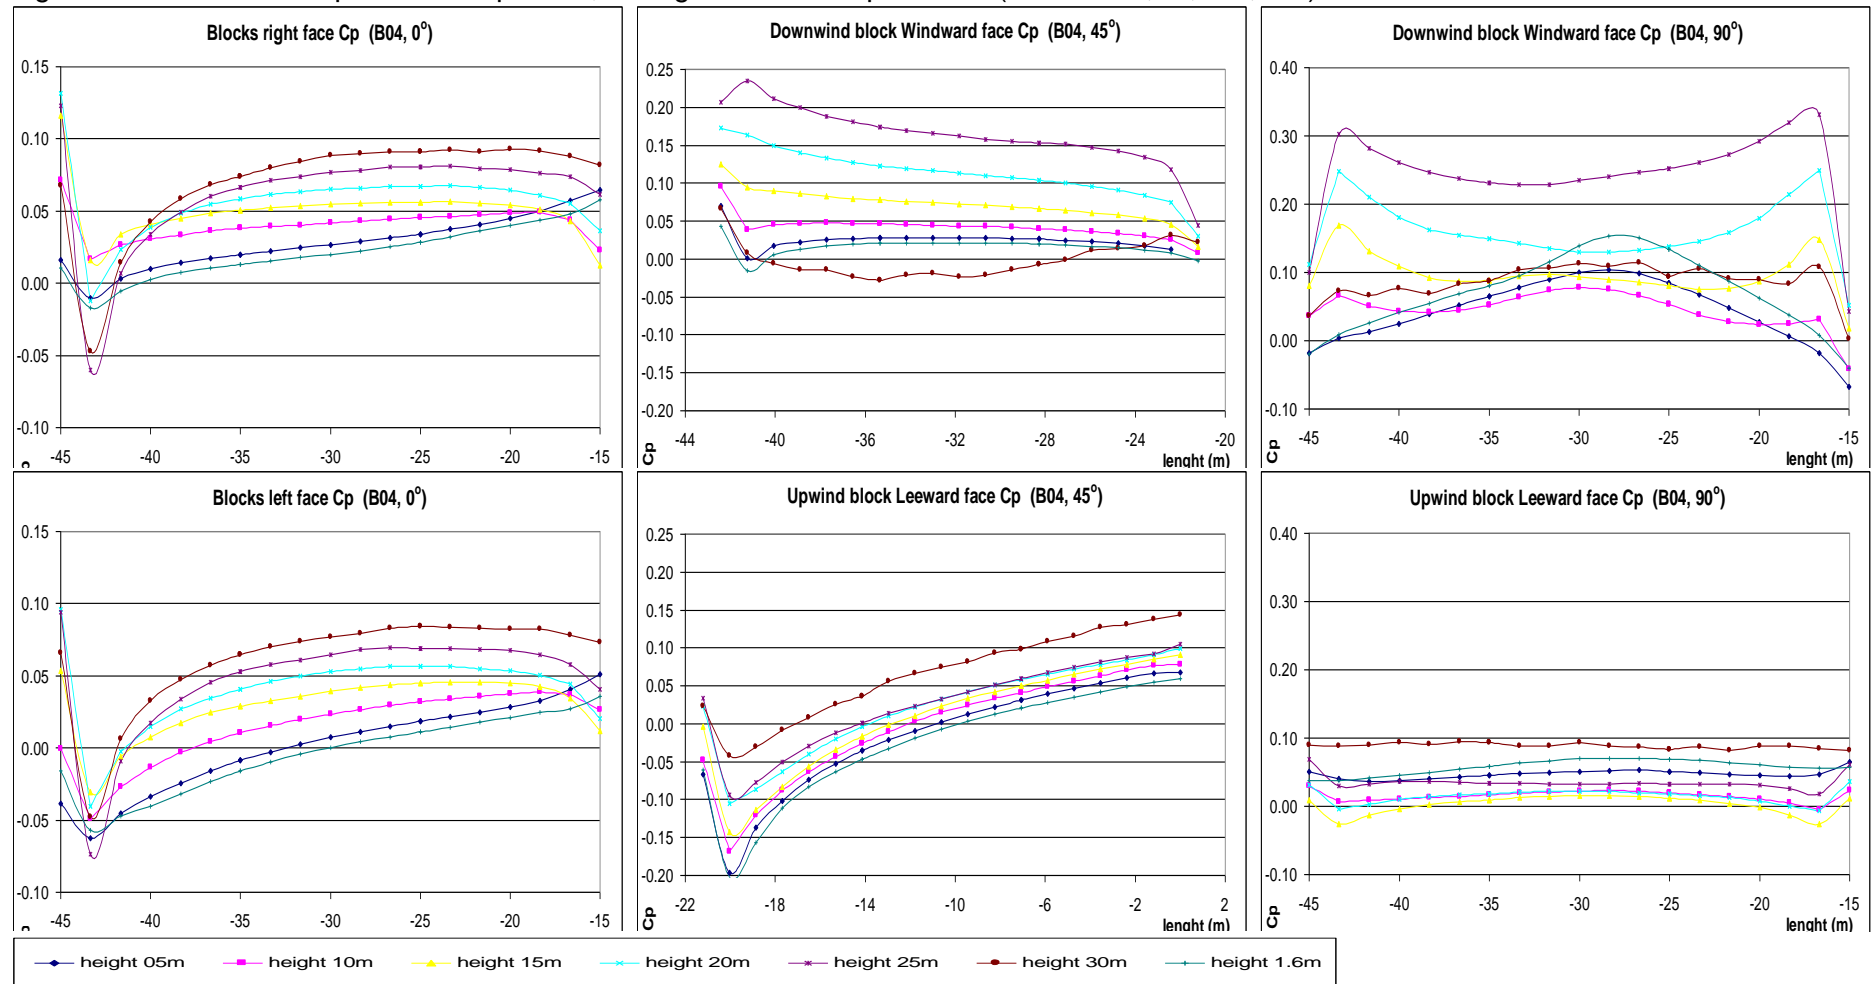 Blocks right face Cp (B04, 0°)
0.15
0.10
0.05
0.00
-0.05
-0.10
-45 -40 -35 -30 -25 -20 -15
Downwind block Windward face Cp (B04, 45°)
0.25
0.20
0.15
0.10
0.05
0.00
-0.05
-0.10
-0.15
-0.20
-44 -40 -36 -32 -28 -24 -20
Cp
lenght (m)
Downwind block Windward face Cp (B04, 90°)
0.40
0.30
0.20
0.10
0.00
-0.10
-45 -40 -35 -30 -25 -20 -15
Cp
lenght (m)
Blocks left face Cp (B04, 0°)
0.15
0.10
0.05
0.00
-0.05
-0.10
-45 -40 -35 -30 -25 -20 -15
Upwind block Leeward face Cp (B04, 45°)
0.25
0.20
0.15
0.10
0.05
0.00
-0.05
-0.10
-0.15
-0.20
-22 -18 -14 -10 -6 -2 2
Cp
lenght (m)
Upwind block Leeward face Cp (B04, 90°)
0.40
0.30
0.20
0.10
0.00
-0.10
-45 -40 -35 -30 -25 -20 -15
Cp
lenght (m)
height 05m height 10m height 15m height 20m height 25m height 30m height 1.6m